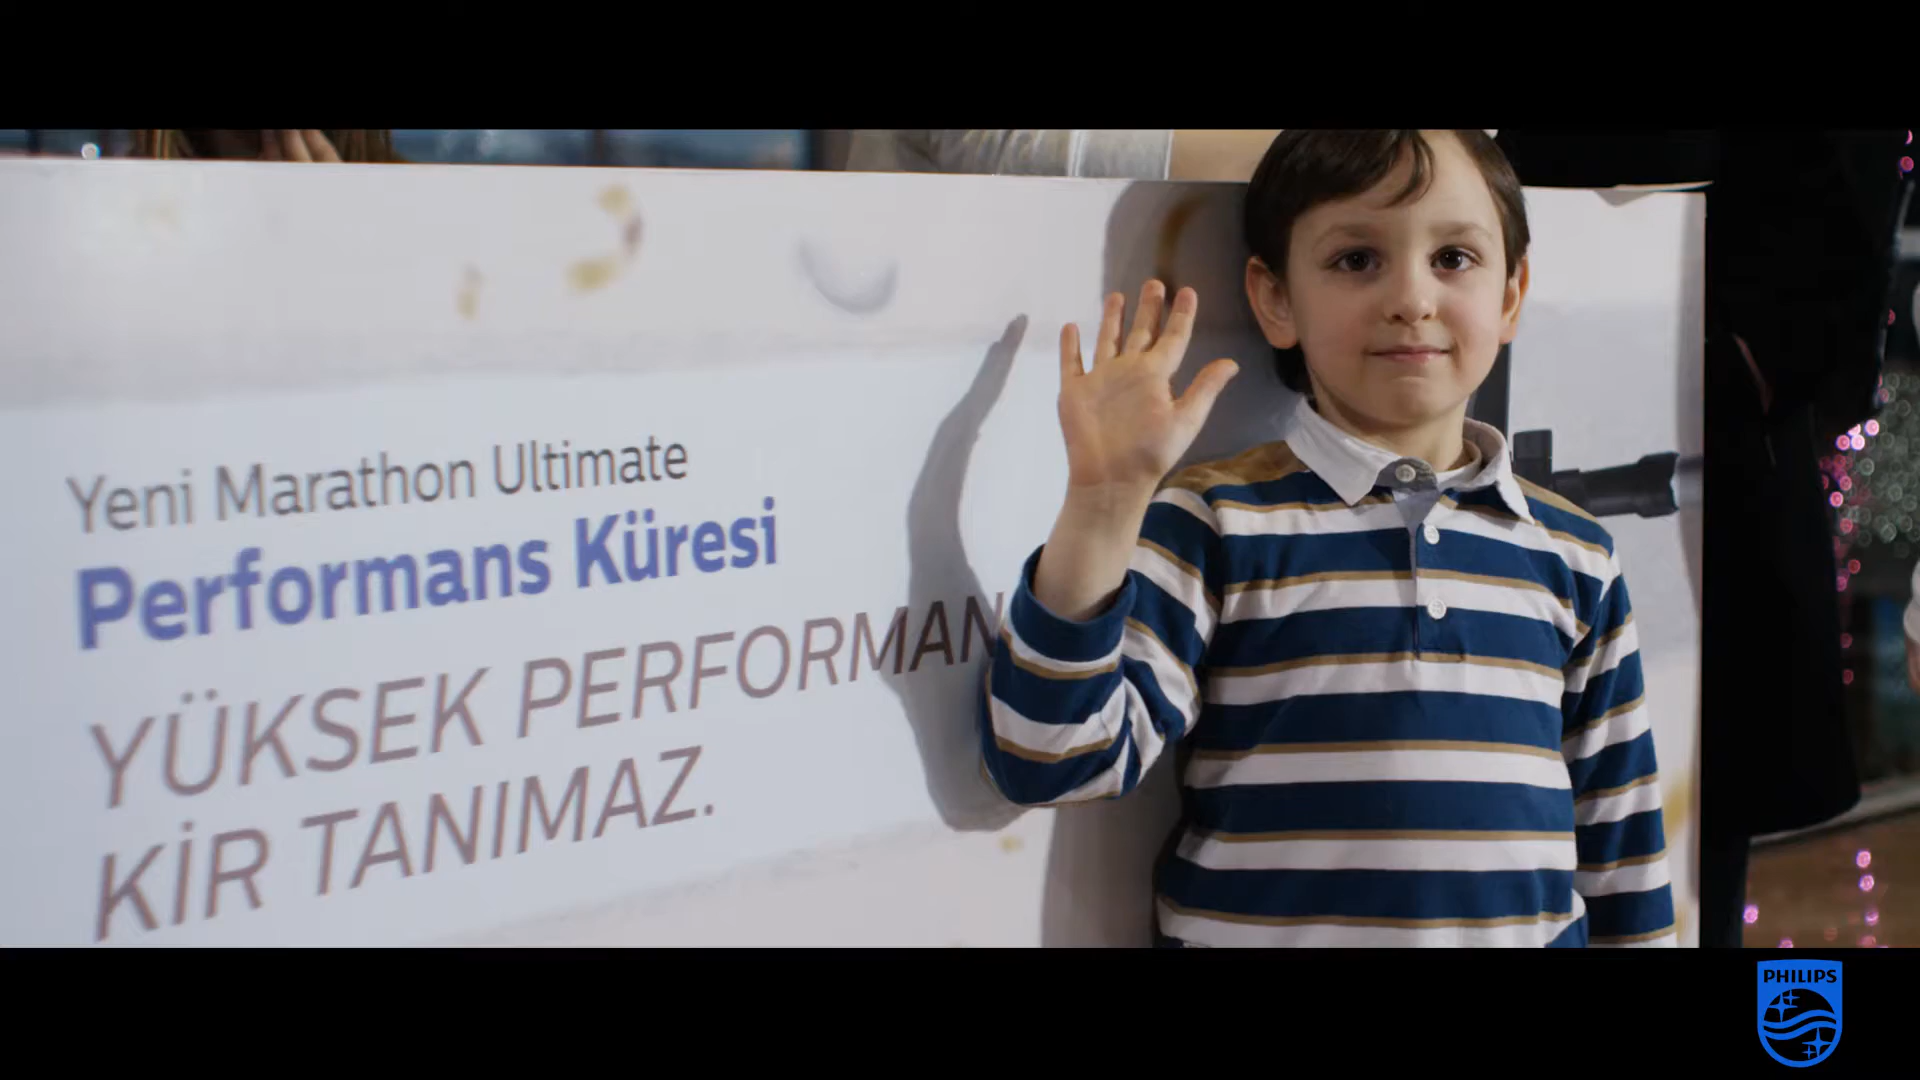 Yeni Marathon Ultimate
Performans Küresi
YÜKSEK PERFORMAN
KİR TANIMAZ.
PHILIPS